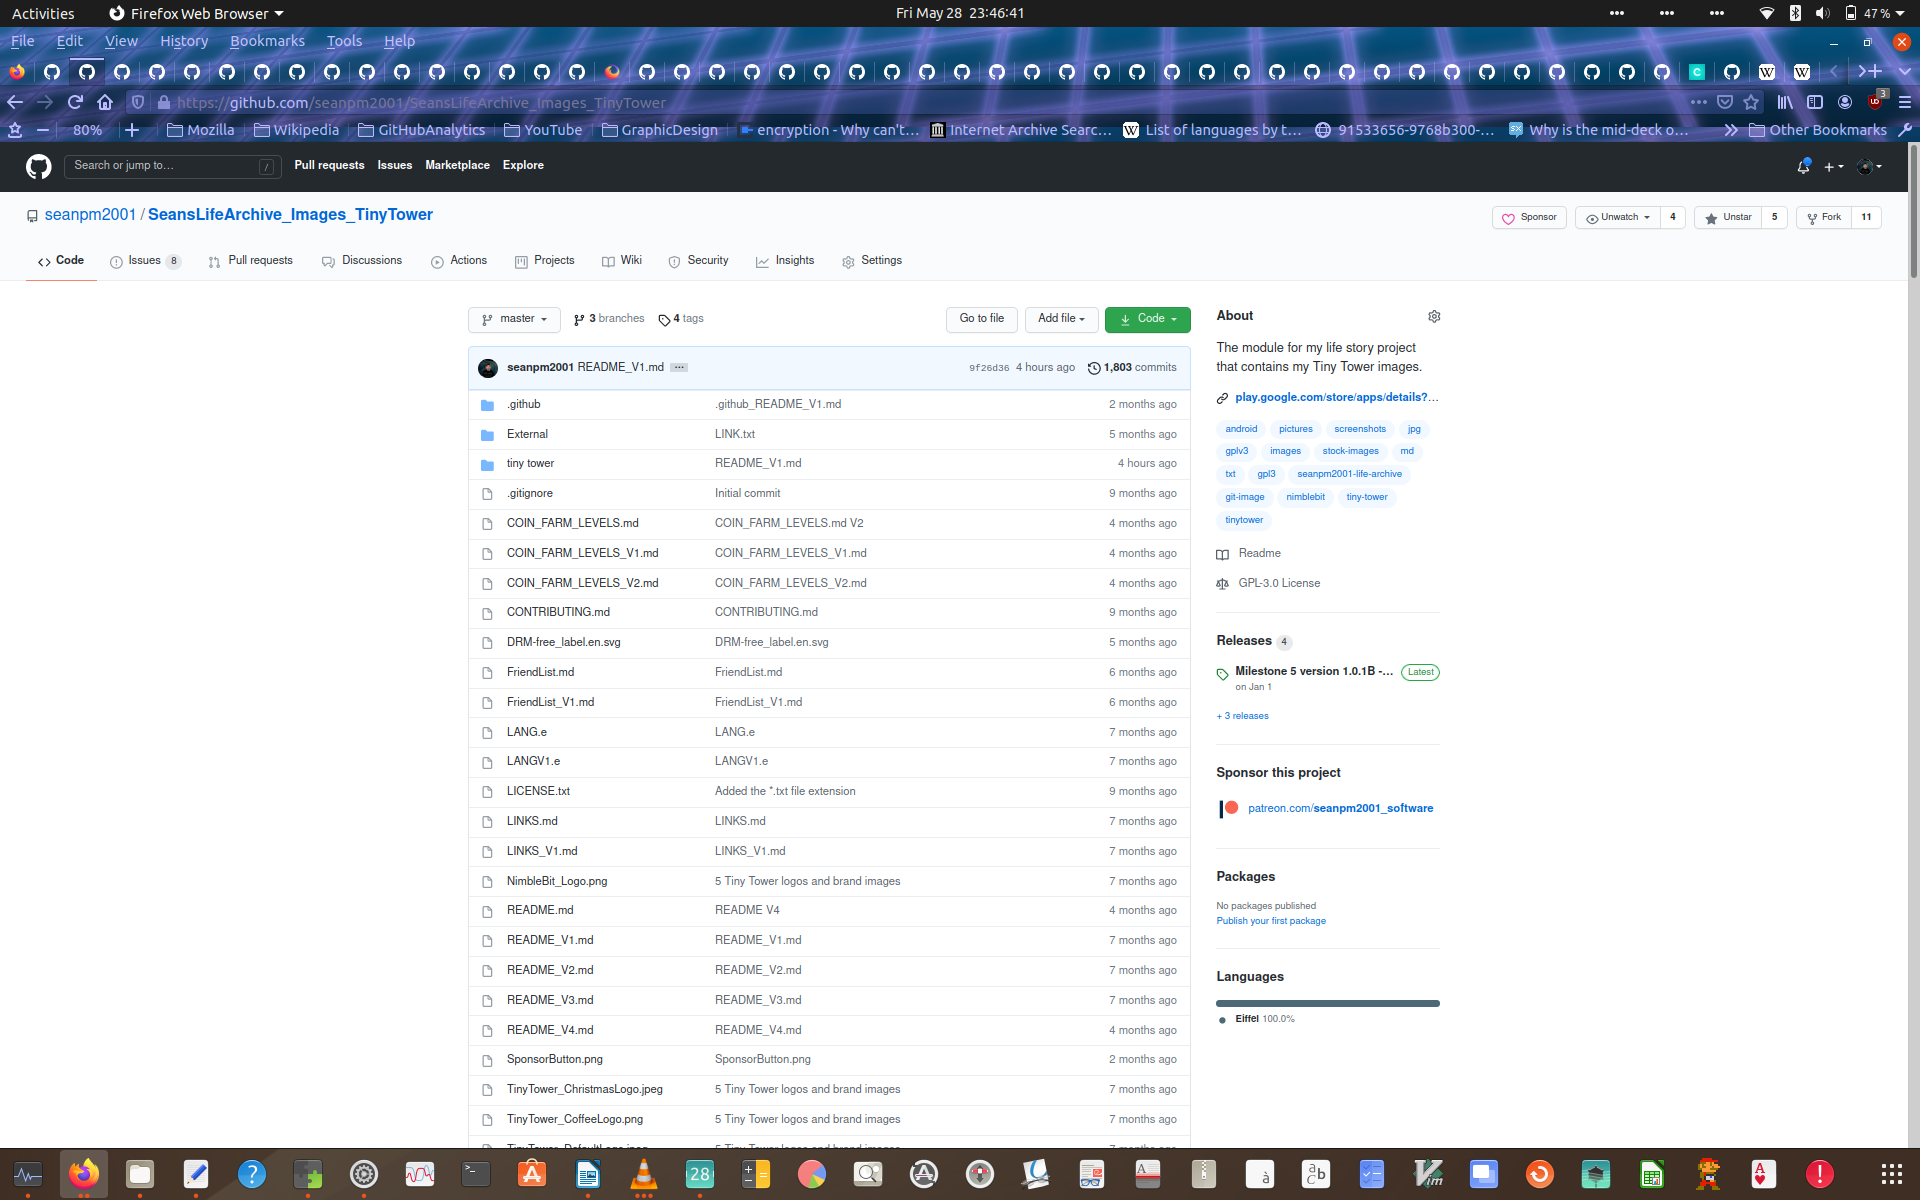 Activities Firefox Web Browser Fri May 28 23:46:41 47 %
File Edit View History Bookmarks Tools Help
https://github.com/seanpm2001/SeansLifeArchive_Images_TinyTower 3
80% Mozilla Wikipedia GitHubAnalytics YouTube GraphicDesign encryption - Why can't… Internet Archive Searc… List of languages by t… 91533656-9768b300-… Why is the mid-deck o… Other Bookmarks
Search or jump to… / Pull requests Issues Marketplace Explore
seanpm2001 / SeansLifeArchive_Images_TinyTower Sponsor Unwatch 4 Unstar 5 Fork 11
Code Issues 8 Pull requests Discussions Actions Projects Wiki Security Insights Settings
master 3 branches 4 tags Go to file Add file Code
seanpm2001 README_V1.md … 9f26d36 4 hours ago 1,803 commits
.github .github_README_V1.md 2 months ago
External LINK.txt 5 months ago
tiny tower README_V1.md 4 hours ago
.gitignore Initial commit 9 months ago
COIN_FARM_LEVELS.md COIN_FARM_LEVELS.md V2 4 months ago
COIN_FARM_LEVELS_V1.md COIN_FARM_LEVELS_V1.md 4 months ago
COIN_FARM_LEVELS_V2.md COIN_FARM_LEVELS_V2.md 4 months ago
CONTRIBUTING.md CONTRIBUTING.md 9 months ago
DRM-free_label.en.svg DRM-free_label.en.svg 5 months ago
FriendList.md FriendList.md 6 months ago
FriendList_V1.md FriendList_V1.md 6 months ago
LANG.e LANG.e 7 months ago
LANGV1.e LANGV1.e 7 months ago
LICENSE.txt Added the *.txt file extension 9 months ago
LINKS.md LINKS.md 7 months ago
LINKS_V1.md LINKS_V1.md 7 months ago
NimbleBit_Logo.png 5 Tiny Tower logos and brand images 7 months ago
README.md README V4 4 months ago
README_V1.md README_V1.md 7 months ago
README_V2.md README_V2.md 7 months ago
README_V3.md README_V3.md 7 months ago
README_V4.md README_V4.md 4 months ago
SponsorButton.png SponsorButton.png 2 months ago
TinyTower_ChristmasLogo.jpeg 5 Tiny Tower logos and brand images 7 months ago
TinyTower_CoffeeLogo.png 5 Tiny Tower logos and brand images 7 months ago
About
The module for my life story project
that contains my Tiny Tower images.
play.google.com/store/apps/details?…
android pictures screenshots jpg
gplv3 images stock-images md
txt gpl3 seanpm2001-life-archive
git-image nimblebit tiny-tower
tinytower
Readme
GPL-3.0 License
Releases 4
Milestone 5 version 1.0.1B -… Latest
on Jan 1
+ 3 releases
Sponsor this project
patreon.com/seanpm2001_software
Packages
No packages published
Publish your first package
Languages
Eiffel 100.0%
28